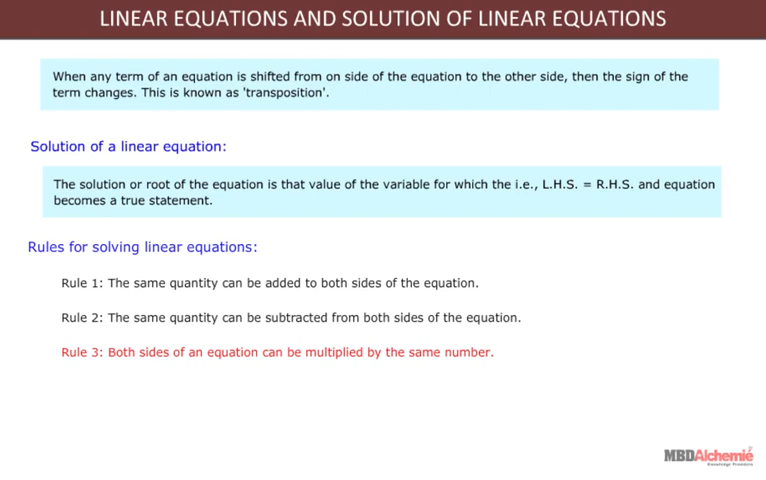 LINEAR EQUATIONS AND SOLUTION OF LINEAR EQUATIONS
When any term of an equation is shifted from on side of the equation to the other side, then the sign of the
term changes. This is known as 'transposition'.
Solution of a linear equation:
The solution or root of the equation is that value of the variable for which the i.e., L.H.S. = R.H.S. and equation
becomes a true statement.
Rules for solving linear equations:
Rule 1: The same quantity can be added to both sides of the equation.
Rule 2: The same quantity can be subtracted from both sides of the equation.
Rule 3: Both sides of an equation can be multiplied by the same number.
MBDAlchemie
Knowledge Providers